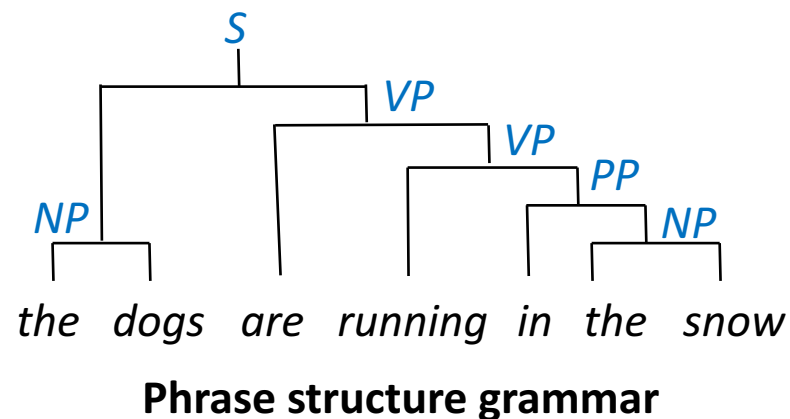 S
VP
VP
PP
NP
NP
the dogs are running in the snow
Phrase structure grammar